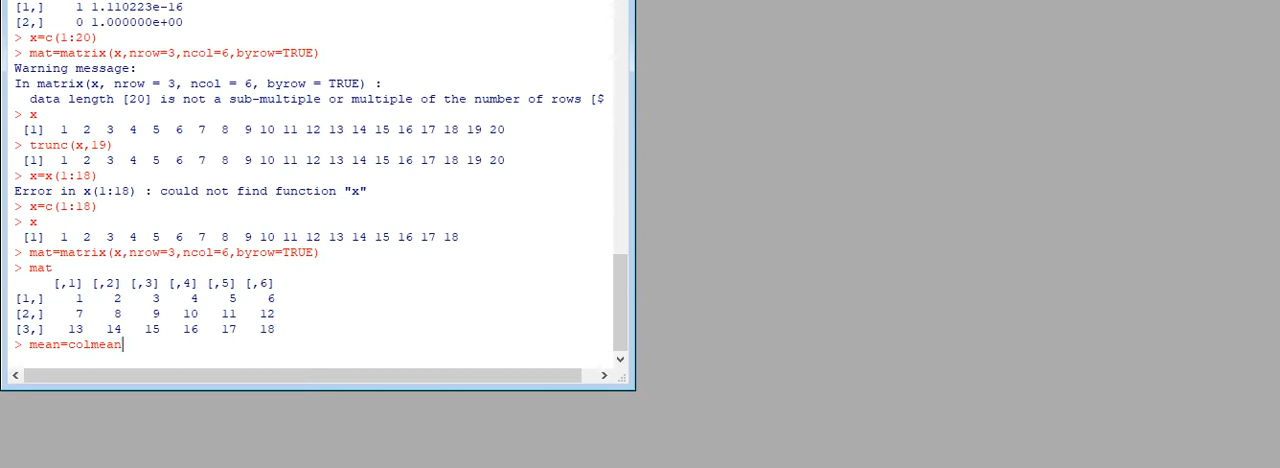 [1,]    1 1.110223e-16
[2,]    0 1.000000e+00
> x=c(1:20)
> mat=matrix(x,nrow=3,ncol=6,byrow=TRUE)
Warning message:
In matrix(x, nrow = 3, ncol = 6, byrow = TRUE) :
  data length [20] is not a sub-multiple or multiple of the number of rows [$
> x
 [1]  1  2  3  4  5  6  7  8  9 10 11 12 13 14 15 16 17 18 19 20
> trunc(x,19)
 [1]  1  2  3  4  5  6  7  8  9 10 11 12 13 14 15 16 17 18 19 20
> x=x(1:18)
Error in x(1:18) : could not find function "x"
> x=c(1:18)
> x
 [1]  1  2  3  4  5  6  7  8  9 10 11 12 13 14 15 16 17 18
> mat=matrix(x,nrow=3,ncol=6,byrow=TRUE)
> mat
     [,1] [,2] [,3] [,4] [,5] [,6]
[1,]    1    2    3    4    5    6
[2,]    7    8    9   10   11   12
[3,]   13   14   15   16   17   18
> mean=colmean